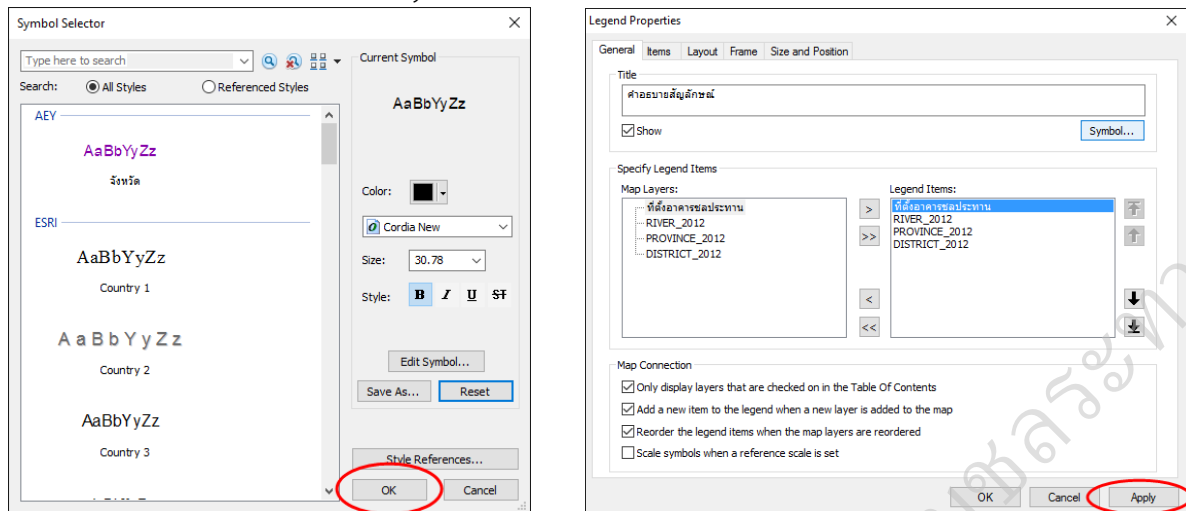 Symbol Selector
Type here to search
Search:
All Styles
Referenced Styles
AEY
AaBbYyZz
จังหวัด
ESRI
AaBbYyZz
Country 1
AaBbYyZz
Country 2
AaBbYyZz
Country 3
Current Symbol
AaBbYyZz
Color:
Cordia New
Size:
30.78
Style:
B I U ST
Edit Symbol...
Save As...
Reset
Style References...
OK
Cancel
Legend Properties
General
Items
Layout
Frame
Size and Position
Title
คำอธบายสัญลักษณ์
Show
Symbol...
Specify Legend Items
Map Layers:
ที่ตั้งอาคารชลประทาน
RIVER_2012
PROVINCE_2012
DISTRICT_2012
>
>>
<
<<
Legend Items:
ที่ตั้งอาคารชลประทาน
RIVER_2012
PROVINCE_2012
DISTRICT_2012
Map Connection
Only display layers that are checked on in the Table Of Contents
Add a new item to the legend when a new layer is added to the map
Reorder the legend items when the map layers are reordered
Scale symbols when a reference scale is set
OK
Cancel
Apply